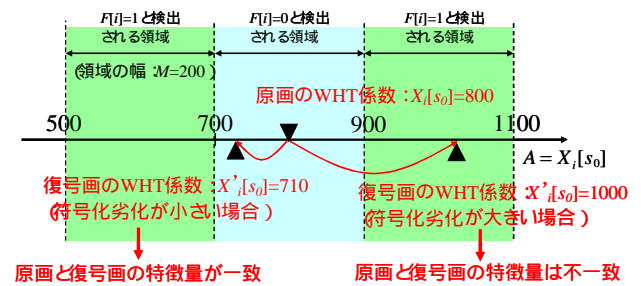 F[i]=1と検出
される領域
F[i]=0と検出
される領域
F[i]=1と検出
される領域
(領域の幅：M=200)
原画のWHT係数：Xi[s0]=800
500
700
900
1100
A = Xi[s0]
復号画のWHT係数：X'i[s0]=710
(符号化劣化が小さい場合)
復号画のWHT係数：X'i[s0]=1000
(符号化劣化が大きい場合)
原画と復号画の特徴量が一致
原画と復号画の特徴量は不一致